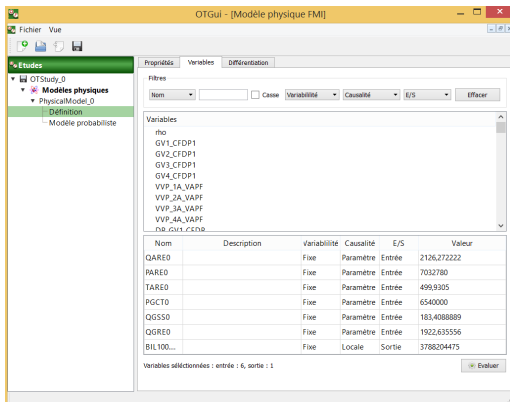 OTGui - [Modèle physique FMI]
Fichier Vue
Etudes
OTStudy_0
Modèles physiques
PhysicalModel_0
Définition
Modèle probabiliste
Propriétés Variables Différentiation
Filtres
Nom Casse Variabilité Causalité E/S Effacer
Variables
rho
GV1_CFDP1
GV2_CFDP1
GV3_CFDP1
GV4_CFDP1
VVP_1A_VAPF
VVP_2A_VAPF
VVP_3A_VAPF
VVP_4A_VAPF
DP_GV1_CFDP
Nom Description Variablilité Causalité E/S Valeur
QARE0 Fixe Paramètre Entrée 2126,272222
PARE0 Fixe Paramètre Entrée 7032780
TARE0 Fixe Paramètre Entrée 499,9305
PGCT0 Fixe Paramètre Entrée 6540000
QGSS0 Fixe Paramètre Entrée 183,4088889
QGRE0 Fixe Paramètre Entrée 1922,635556
BIL100,... Fixe Locale Sortie 3788204475
Variables séléctionnées : entrée : 6, sortie : 1
Evaluer